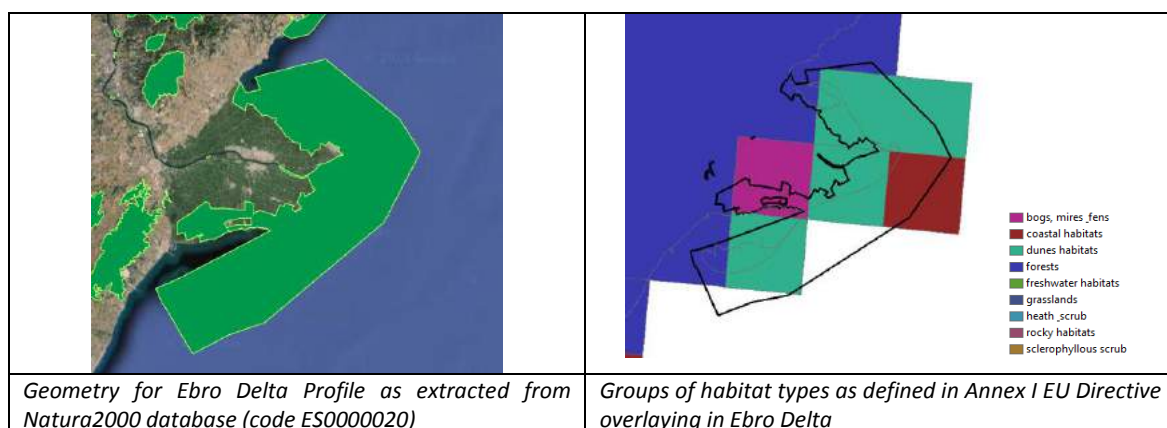 bogs, mires ,fens
coastal habitats
dunes habitats
forests
freshwater habitats
grasslands
heath ,scrub
rocky habitats
sclerophyllous scrub
Geometry for Ebro Delta Profile as extracted from
Natura2000 database (code ES0000020)
Groups of habitat types as defined in Annex I EU Directive
overlaying in Ebro Delta